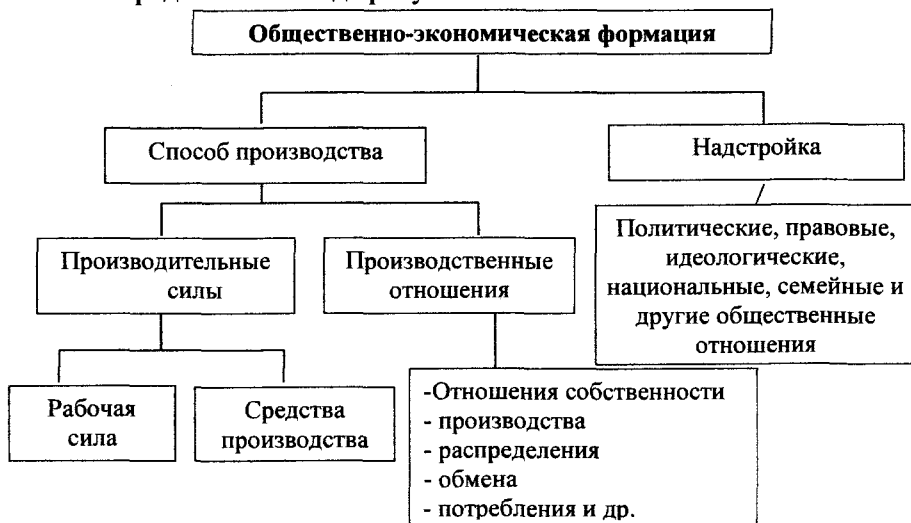 Общественно-экономическая формация
Способ производства
Надстройка
Производительные
силы
Производственные
отношения
Политические, правовые,
идеологические,
национальные, семейные и
другие общественные
отношения
Рабочая
сила
Средства
производства
-Отношения собственности
- производства
- распределения
- обмена
- потребления и др.